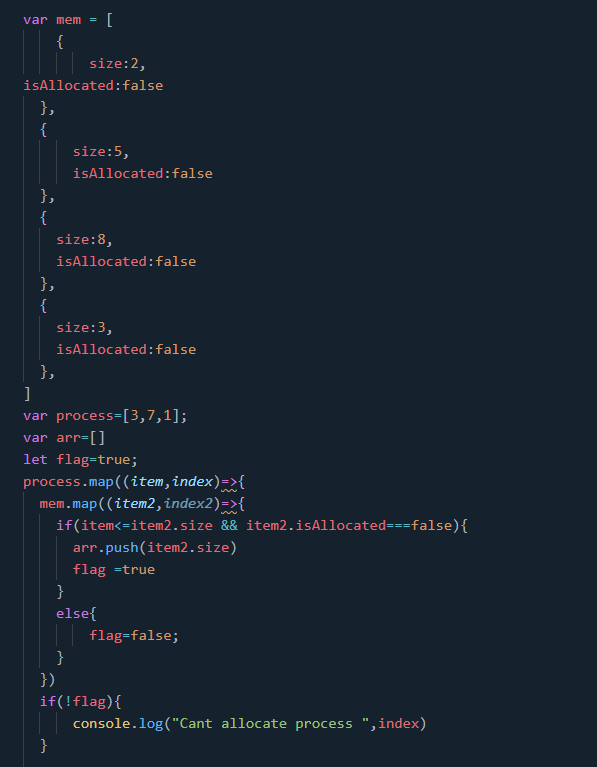 var mem = [
{
size:2,
isAllocated:false
},
{
size:5,
isAllocated:false
},
{
size:8,
isAllocated:false
},
{
size:3,
isAllocated:false
},
]
var process=[3,7,1];
var arr=[]
let flag=true;
process.map((item,index)=>{
mem.map((item2,index2)=>{
if(item<=item2.size && item2.isAllocated===false){
arr.push(item2.size)
flag =true
}
else{
flag=false;
}
})
if(!flag){
console.log("Cant allocate process ",index)
}